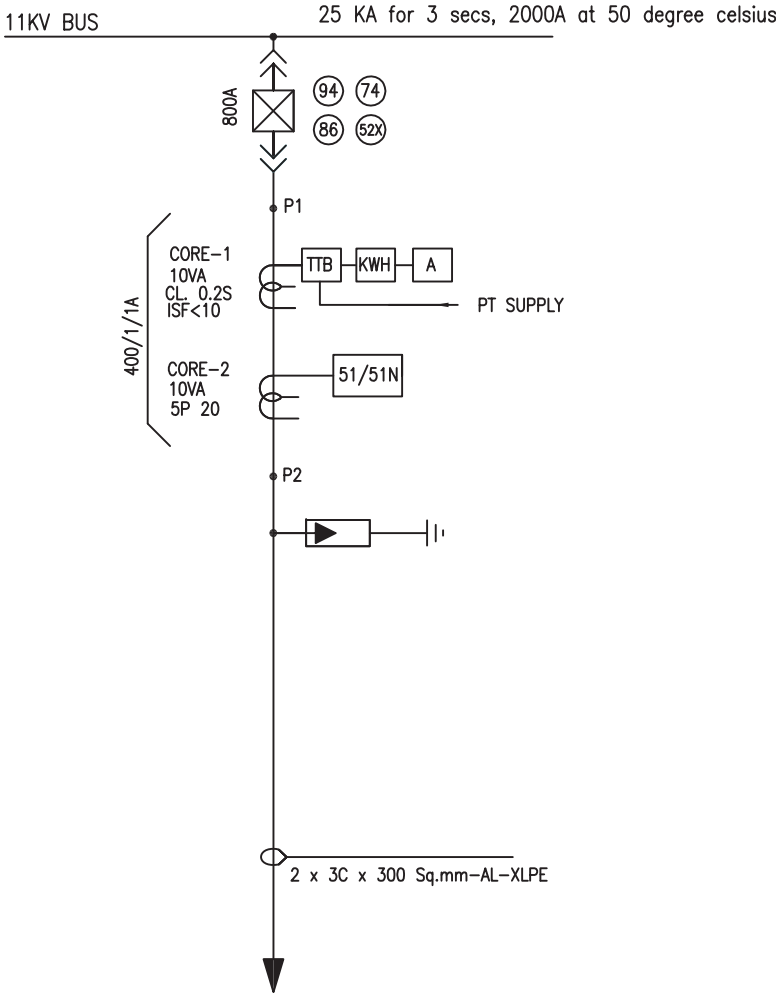 11KV BUS
25 KA for 3 secs, 2000A at 50 degree celsius
800A
94
74
86
52X
P1
400/1/1A
CORE-1
10VA
CL. 0.2S
ISF<10
TTB
KWH
A
PT SUPPLY
CORE-2
10VA
5P 20
51/51N
P2
2 x 3C x 300 Sq.mm-AL-XLPE